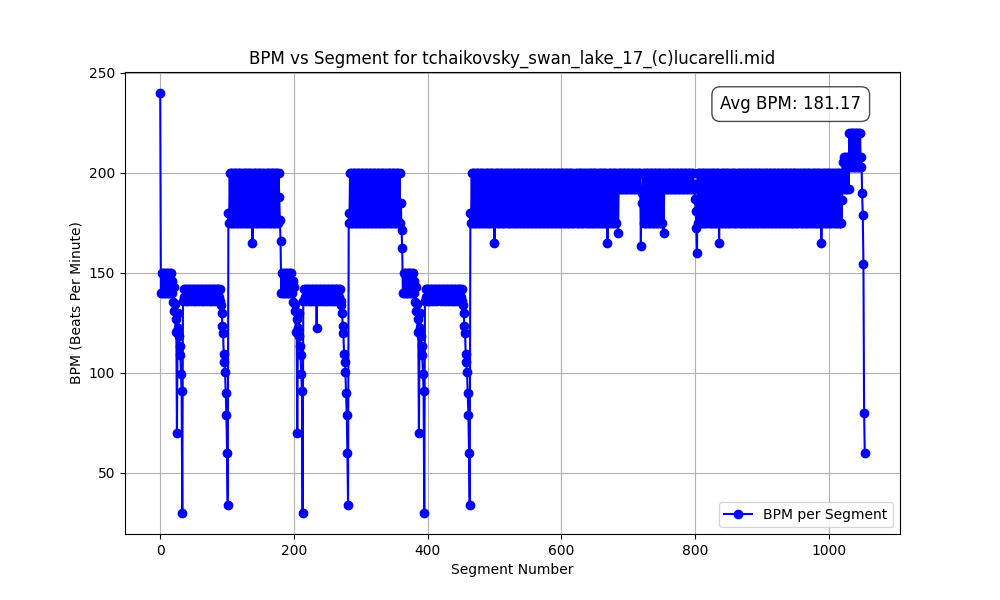 BPM vs Segment for tchaikovsky_swan_lake_17_(c)lucarelli.mid
250
Avg BPM: 181.17
200
150
100
50
BPM (Beats Per Minute)
BPM per Segment
0 200 400 600 800 1000
Segment Number